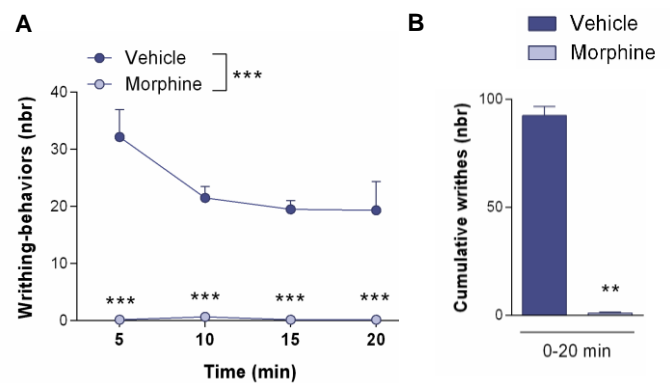 A
Vehicle
Morphine
***
Writhing-behaviors (nbr)
40
30
20
10
0
*** *** *** ***
5 10 15 20
Time (min)
B
Vehicle
Morphine
Cumulative writhes (nbr)
100
50
0
**
0-20 min